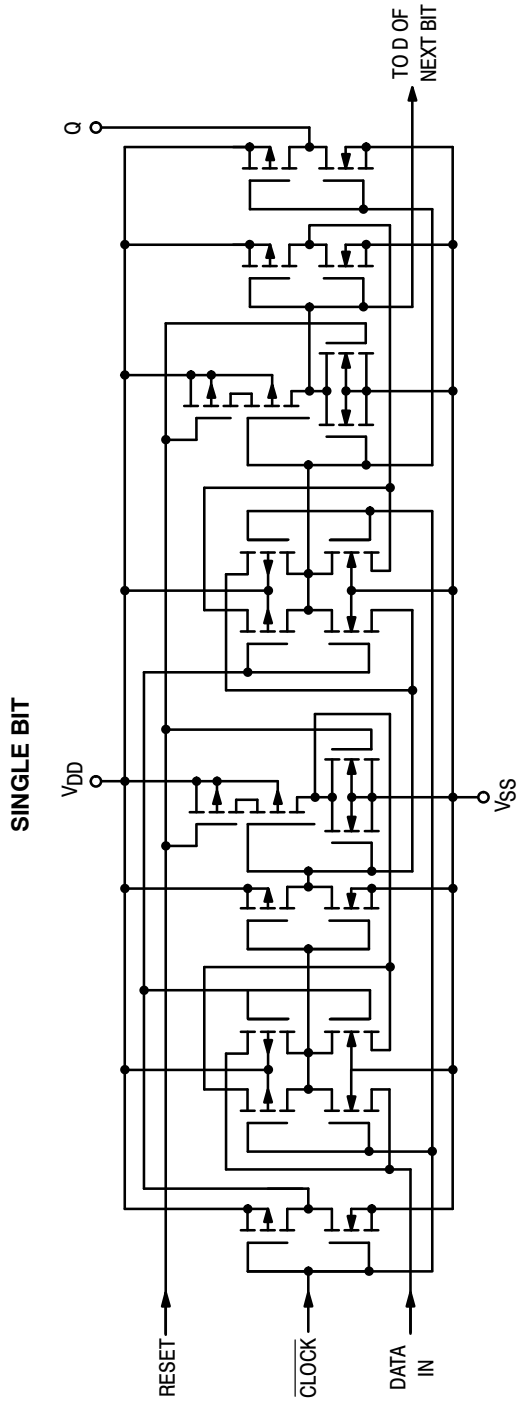 SINGLE BIT
VDD
Q
RESET
CLOCK
DATA
IN
TO D OF
NEXT BIT
VSS